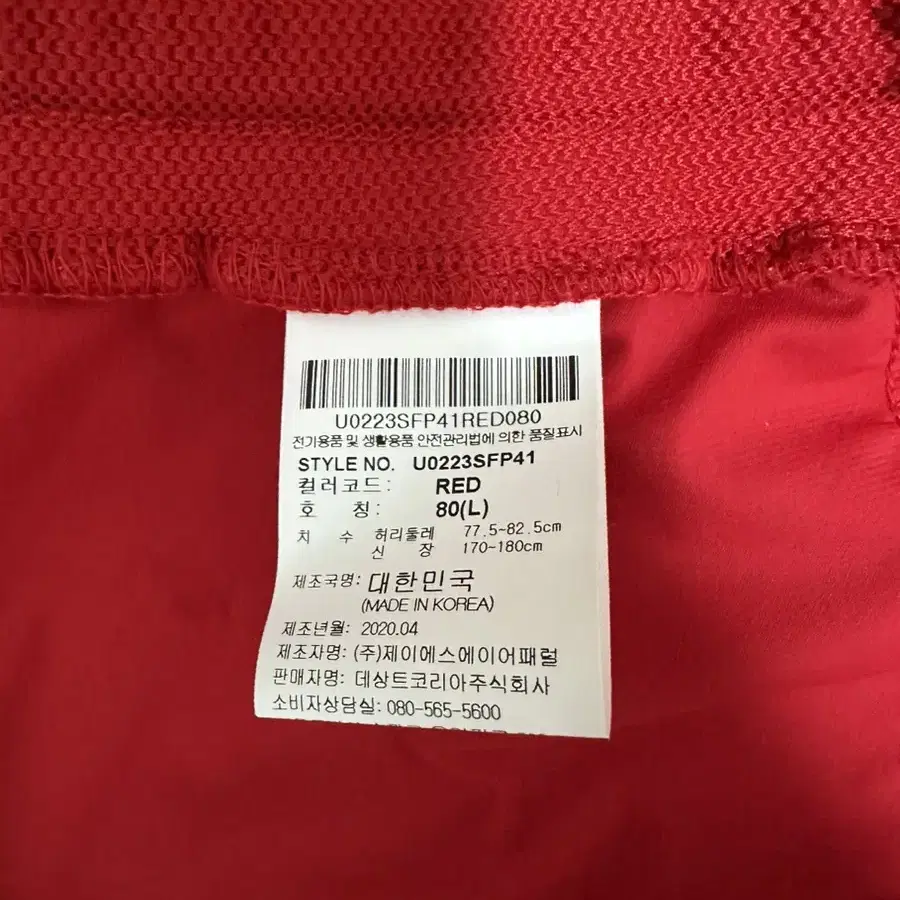 U0223SFP41RED080
전기용품 및 생활용품 안전관리법에 의한 품질표시
STYLE NO. U0223SFP41
컬러코드: RED
호 칭: 80(L)
치 수 허리둘레 77.5~82.5cm
신 장 170-180cm
제조국명: 대한민국
(MADE IN KOREA)
제조년월: 2020.04
제조자명: (주)제이에스에이어패럴
판매자명: 데상트코리아주식회사
소비자상담실: 080-565-5600